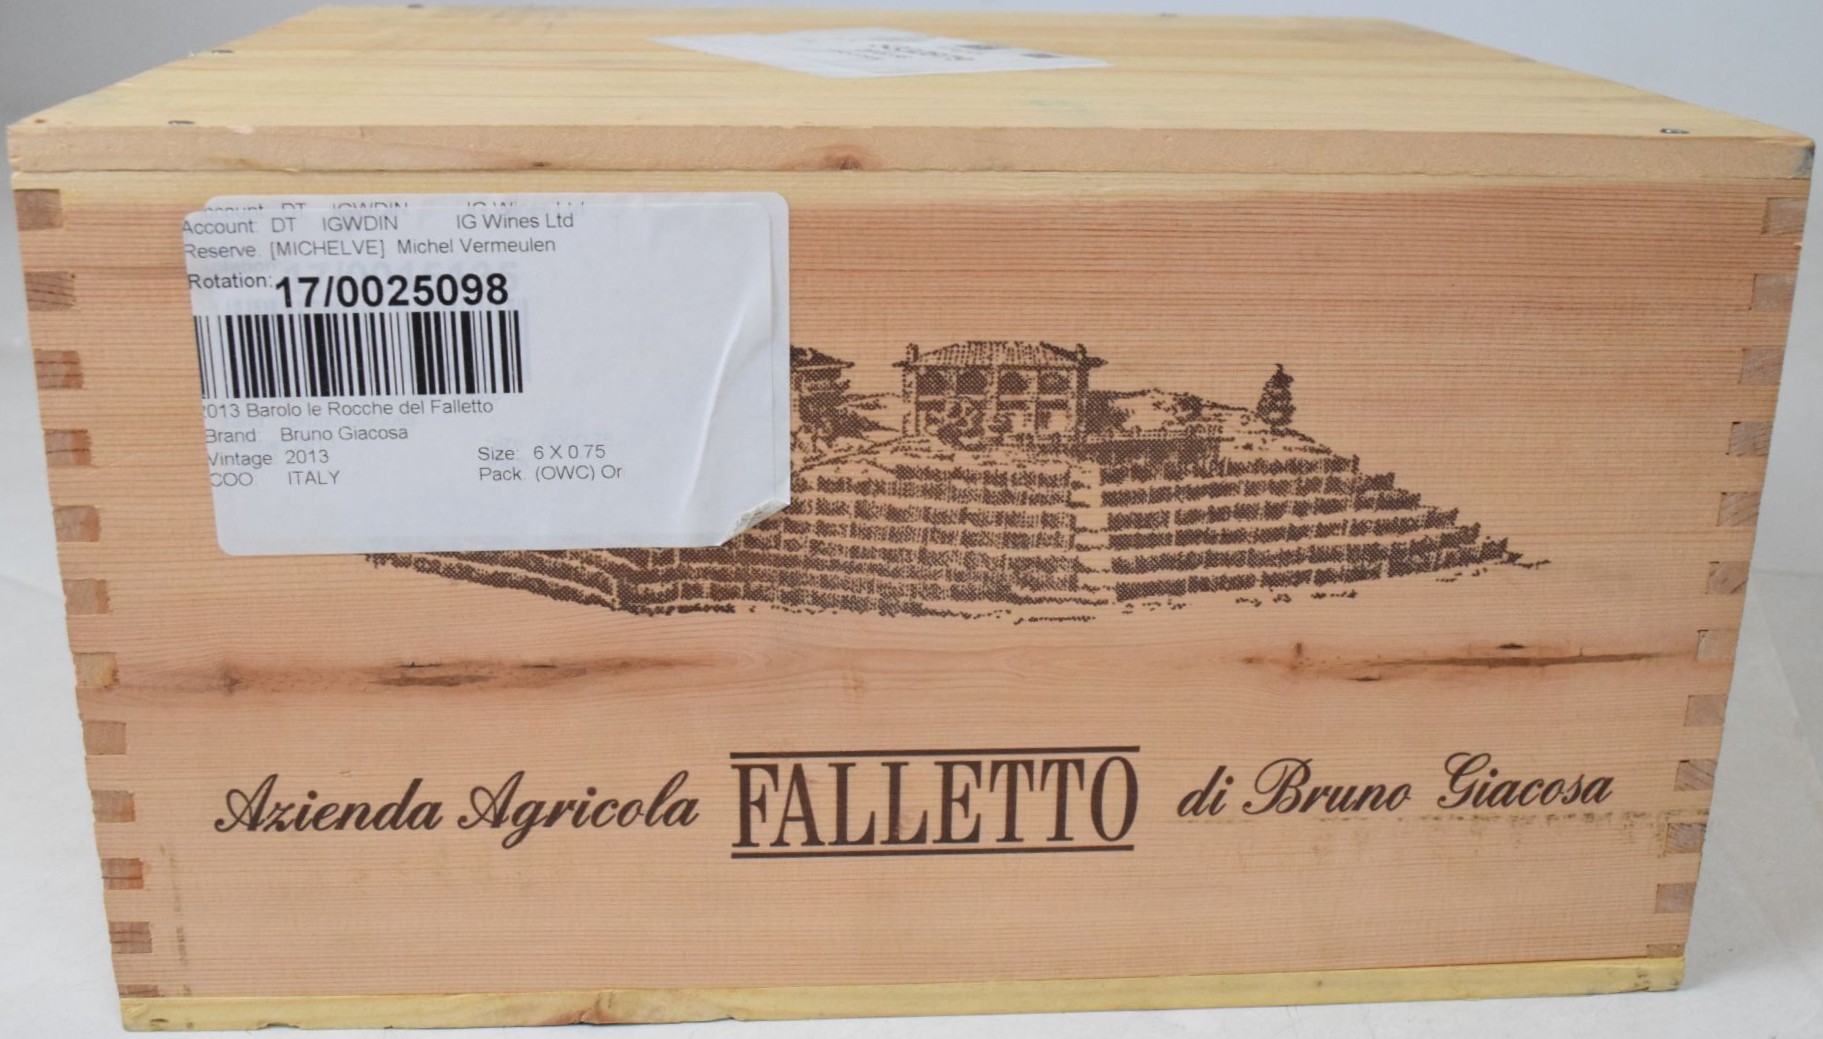 Account: DT IGWDIN IG Wines Ltd
Reserve: [MICHELVE] Michel Vermeulen
Rotation: 17/0025098
2013 Barolo le Rocche del Falletto
Brand: Bruno Giacosa
Vintage: 2013 Size: 6 X 0.75
COO: ITALY Pack: (OWC) Or
Azienda Agricola FALLETTO di Bruno Giacosa